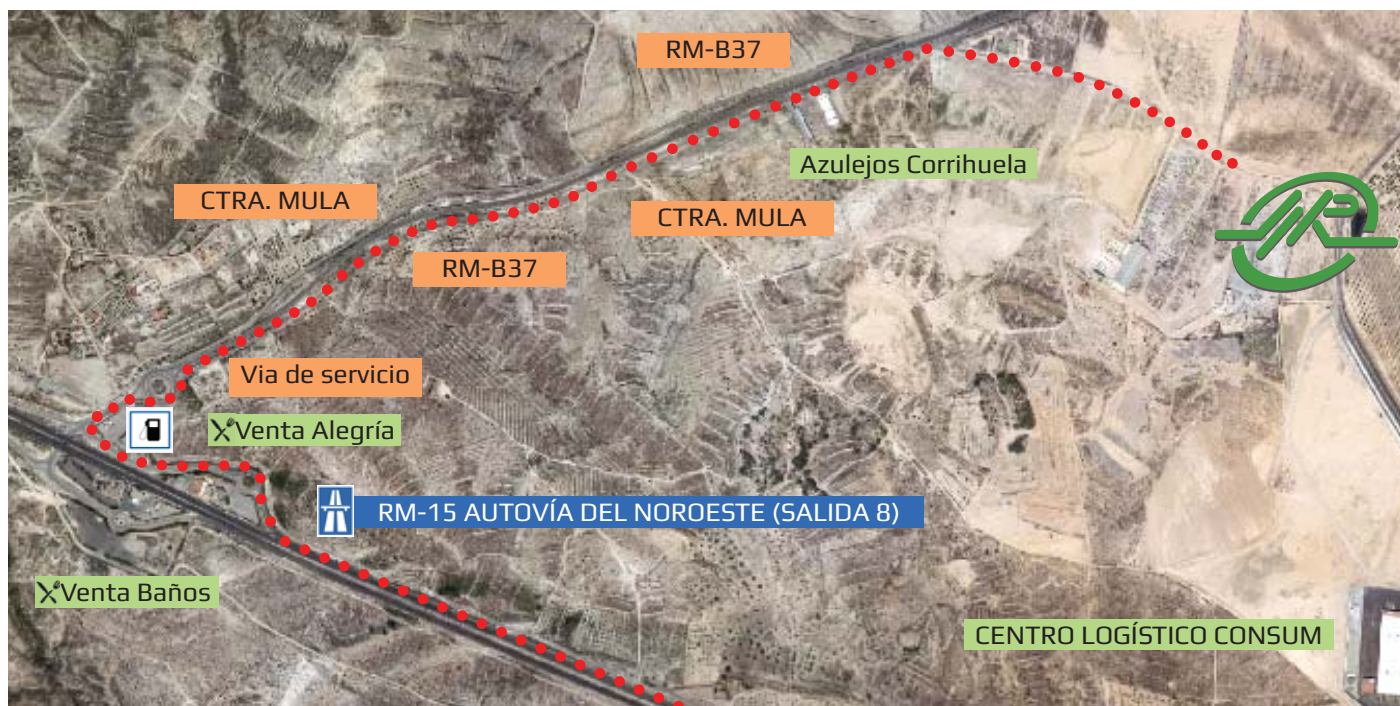 RM-B37
Azulejos Corrihuela
CTRA. MULA
CTRA. MULA
RM-B37
Via de servicio
Venta Alegría
RM-15 AUTOVÍA DEL NOROESTE (SALIDA 8)
Venta Baños
CENTRO LOGÍSTICO CONSUM